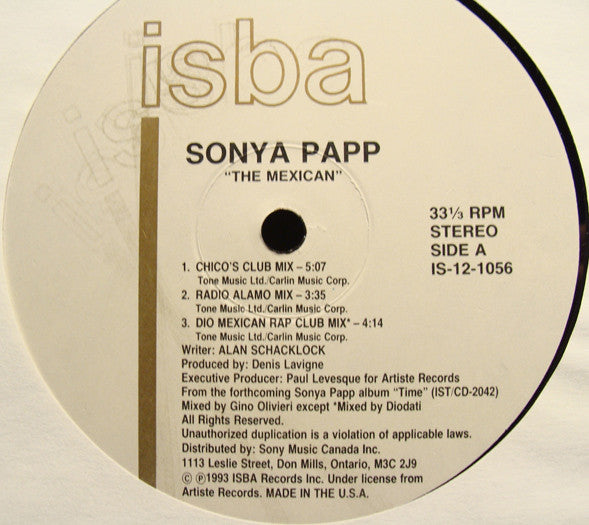 isba
SONYA PAPP
"THE MEXICAN"
33⅓ RPM
STEREO
SIDE A
IS-12-1056
1. CHICO'S CLUB MIX – 5:07
Tone Music Ltd./Carlin Music Corp.
2. RADIO ALAMO MIX – 3:35
Tone Music Ltd./Carlin Music Corp.
3. DIO MEXICAN RAP CLUB MIX* – 4:14
Tone Music Ltd./Carlin Music Corp.
Writer: ALAN SCHACKLOCK
Produced by: Denis Lavigne
Executive Producer: Paul Levesque for Artiste Records
From the forthcoming Sonya Papp album "Time" (IST/CD-2042)
Mixed by Gino Olivieri except *Mixed by Diodati
All Rights Reserved.
Unauthorized duplication is a violation of applicable laws.
Distributed by: Sony Music Canada Inc.
1113 Leslie Street, Don Mills, Ontario, M3C 2J9
© ℗1993 ISBA Records Inc. Under license from
Artiste Records. MADE IN THE U.S.A.